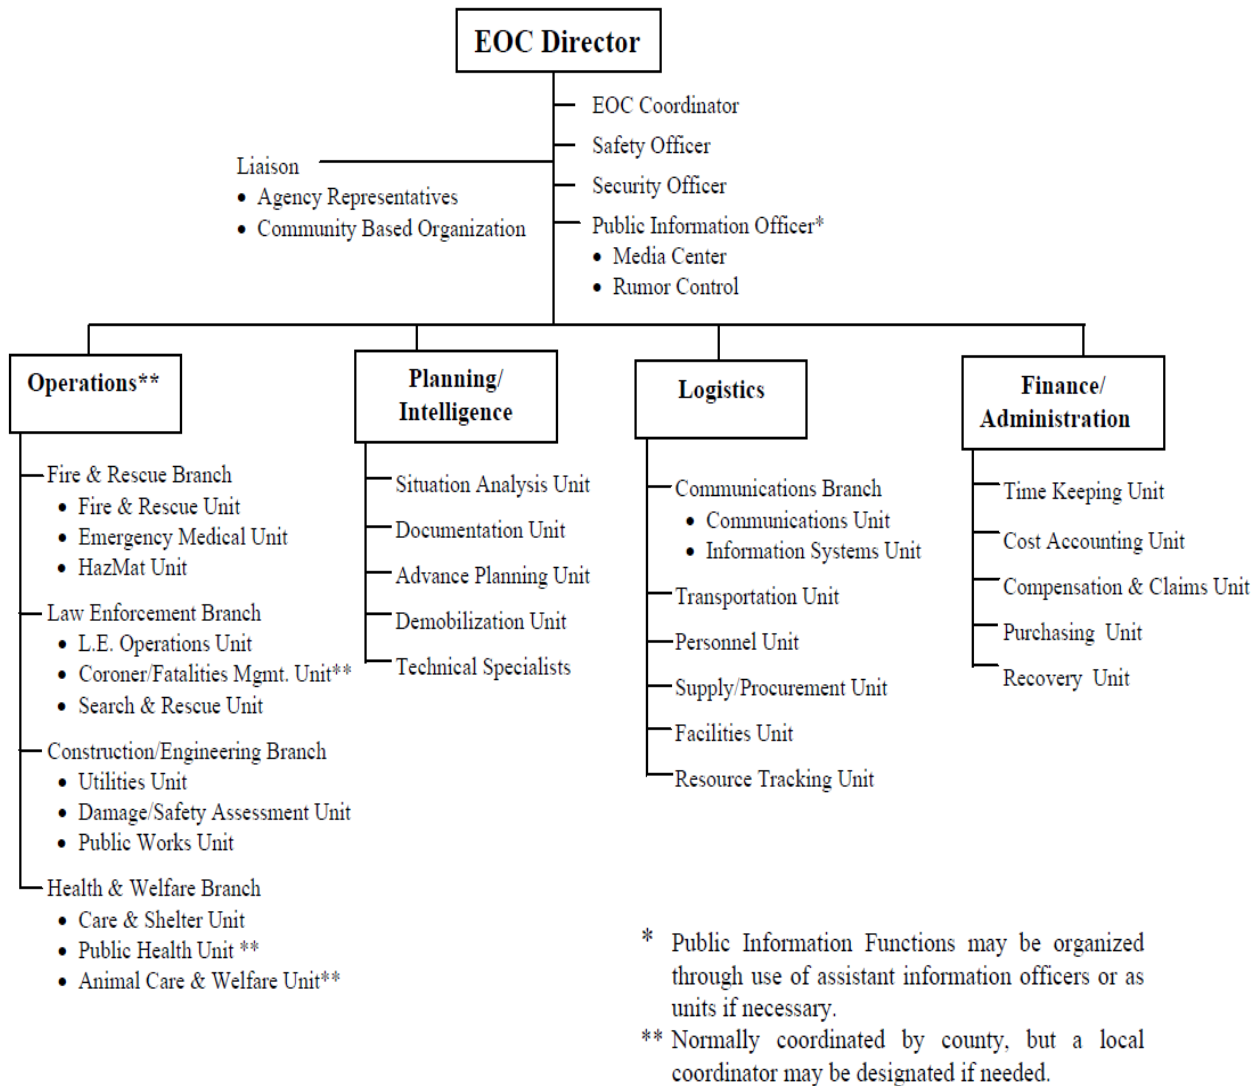 EOC Director
EOC Coordinator
Safety Officer
Security Officer
Public Information Officer*
• Media Center
• Rumor Control
Liaison
• Agency Representatives
• Community Based Organization
Operations**
Fire & Rescue Branch
• Fire & Rescue Unit
• Emergency Medical Unit
• HazMat Unit
Law Enforcement Branch
• L.E. Operations Unit
• Coroner/Fatalities Mgmt. Unit**
• Search & Rescue Unit
Construction/Engineering Branch
• Utilities Unit
• Damage/Safety Assessment Unit
• Public Works Unit
Health & Welfare Branch
• Care & Shelter Unit
• Public Health Unit **
• Animal Care & Welfare Unit**
Planning/
Intelligence
Situation Analysis Unit
Documentation Unit
Advance Planning Unit
Demobilization Unit
Technical Specialists
Logistics
Communications Branch
• Communications Unit
• Information Systems Unit
Transportation Unit
Personnel Unit
Supply/Procurement Unit
Facilities Unit
Resource Tracking Unit
Finance/
Administration
Time Keeping Unit
Cost Accounting Unit
Compensation & Claims Unit
Purchasing Unit
Recovery Unit
* Public Information Functions may be organized
through use of assistant information officers or as
units if necessary.
** Normally coordinated by county, but a local
coordinator may be designated if needed.